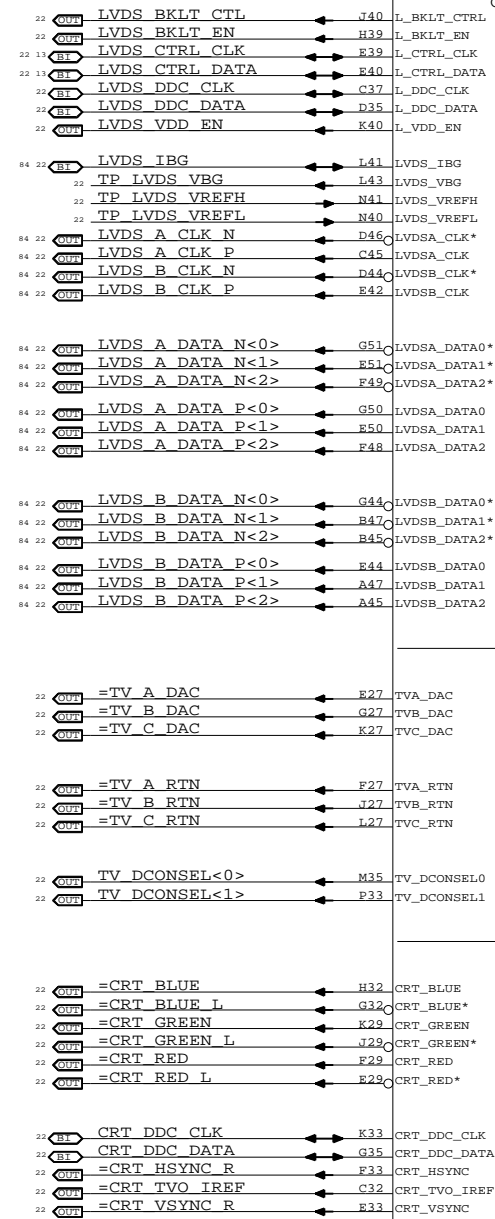 22 OUT LVDS_BKLT_CTL J40 L_BKLT_CTRL
22 OUT LVDS_BKLT_EN H39 L_BKLT_EN
22 13 BI LVDS_CTRL_CLK E39 L_CTRL_CLK
22 13 BI LVDS_CTRL_DATA E40 L_CTRL_DATA
22 BI LVDS_DDC_CLK C37 L_DDC_CLK
22 BI LVDS_DDC_DATA D35 L_DDC_DATA
22 OUT LVDS_VDD_EN K40 L_VDD_EN
84 22 BI LVDS_IBG L41 LVDS_IBG
22 TP_LVDS_VBG L43 LVDS_VBG
22 TP_LVDS_VREFH N41 LVDS_VREFH
22 TP_LVDS_VREFL N40 LVDS_VREFL
84 22 OUT LVDS_A_CLK_N D46 LVDSA_CLK*
84 22 OUT LVDS_A_CLK_P C45 LVDSA_CLK
84 22 OUT LVDS_B_CLK_N D44 LVDSB_CLK*
84 22 OUT LVDS_B_CLK_P E42 LVDSB_CLK
84 22 OUT LVDS_A_DATA_N<0> G51 LVDSA_DATA0*
84 22 OUT LVDS_A_DATA_N<1> E51 LVDSA_DATA1*
84 22 OUT LVDS_A_DATA_N<2> F49 LVDSA_DATA2*
84 22 OUT LVDS_A_DATA_P<0> G50 LVDSA_DATA0
84 22 OUT LVDS_A_DATA_P<1> E50 LVDSA_DATA1
84 22 OUT LVDS_A_DATA_P<2> F48 LVDSA_DATA2
84 22 OUT LVDS_B_DATA_N<0> G44 LVDSB_DATA0*
84 22 OUT LVDS_B_DATA_N<1> B47 LVDSB_DATA1*
84 22 OUT LVDS_B_DATA_N<2> B45 LVDSB_DATA2*
84 22 OUT LVDS_B_DATA_P<0> E44 LVDSB_DATA0
84 22 OUT LVDS_B_DATA_P<1> A47 LVDSB_DATA1
84 22 OUT LVDS_B_DATA_P<2> A45 LVDSB_DATA2
22 OUT =TV_A_DAC E27 TVA_DAC
22 OUT =TV_B_DAC G27 TVB_DAC
22 OUT =TV_C_DAC K27 TVC_DAC
22 OUT =TV_A_RTN F27 TVA_RTN
22 OUT =TV_B_RTN J27 TVB_RTN
22 OUT =TV_C_RTN L27 TVC_RTN
22 OUT TV_DCONSEL<0> M35 TV_DCONSEL0
22 OUT TV_DCONSEL<1> P33 TV_DCONSEL1
22 OUT =CRT_BLUE H32 CRT_BLUE
22 OUT =CRT_BLUE_L G32 CRT_BLUE*
22 OUT =CRT_GREEN K29 CRT_GREEN
22 OUT =CRT_GREEN_L J29 CRT_GREEN*
22 OUT =CRT_RED F29 CRT_RED
22 OUT =CRT_RED_L E29 CRT_RED*
22 BI CRT_DDC_CLK K33 CRT_DDC_CLK
22 BI CRT_DDC_DATA G35 CRT_DDC_DATA
22 OUT =CRT_HSYNC_R F33 CRT_HSYNC
22 OUT =CRT_TVO_IREF C32 CRT_TVO_IREF
22 OUT =CRT_VSYNC_R E33 CRT_VSYNC